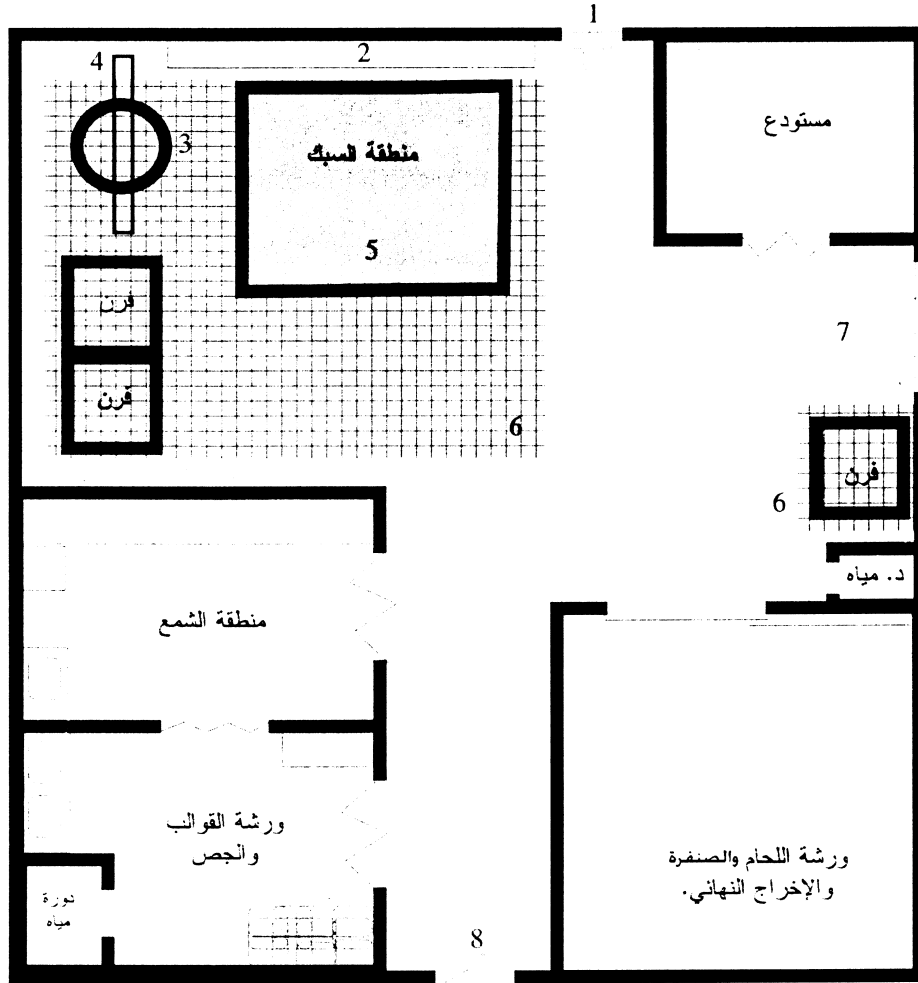 1
2
4
مستودع
3
منطقة السبك
5
فرن
7
فرن
6
فرن
6
د. مياه
منطقة الشمع
ورشة القوالب
والجص
ورشة اللحام والصنفرة
والإخراج النهائي.
دورة
مياه
8